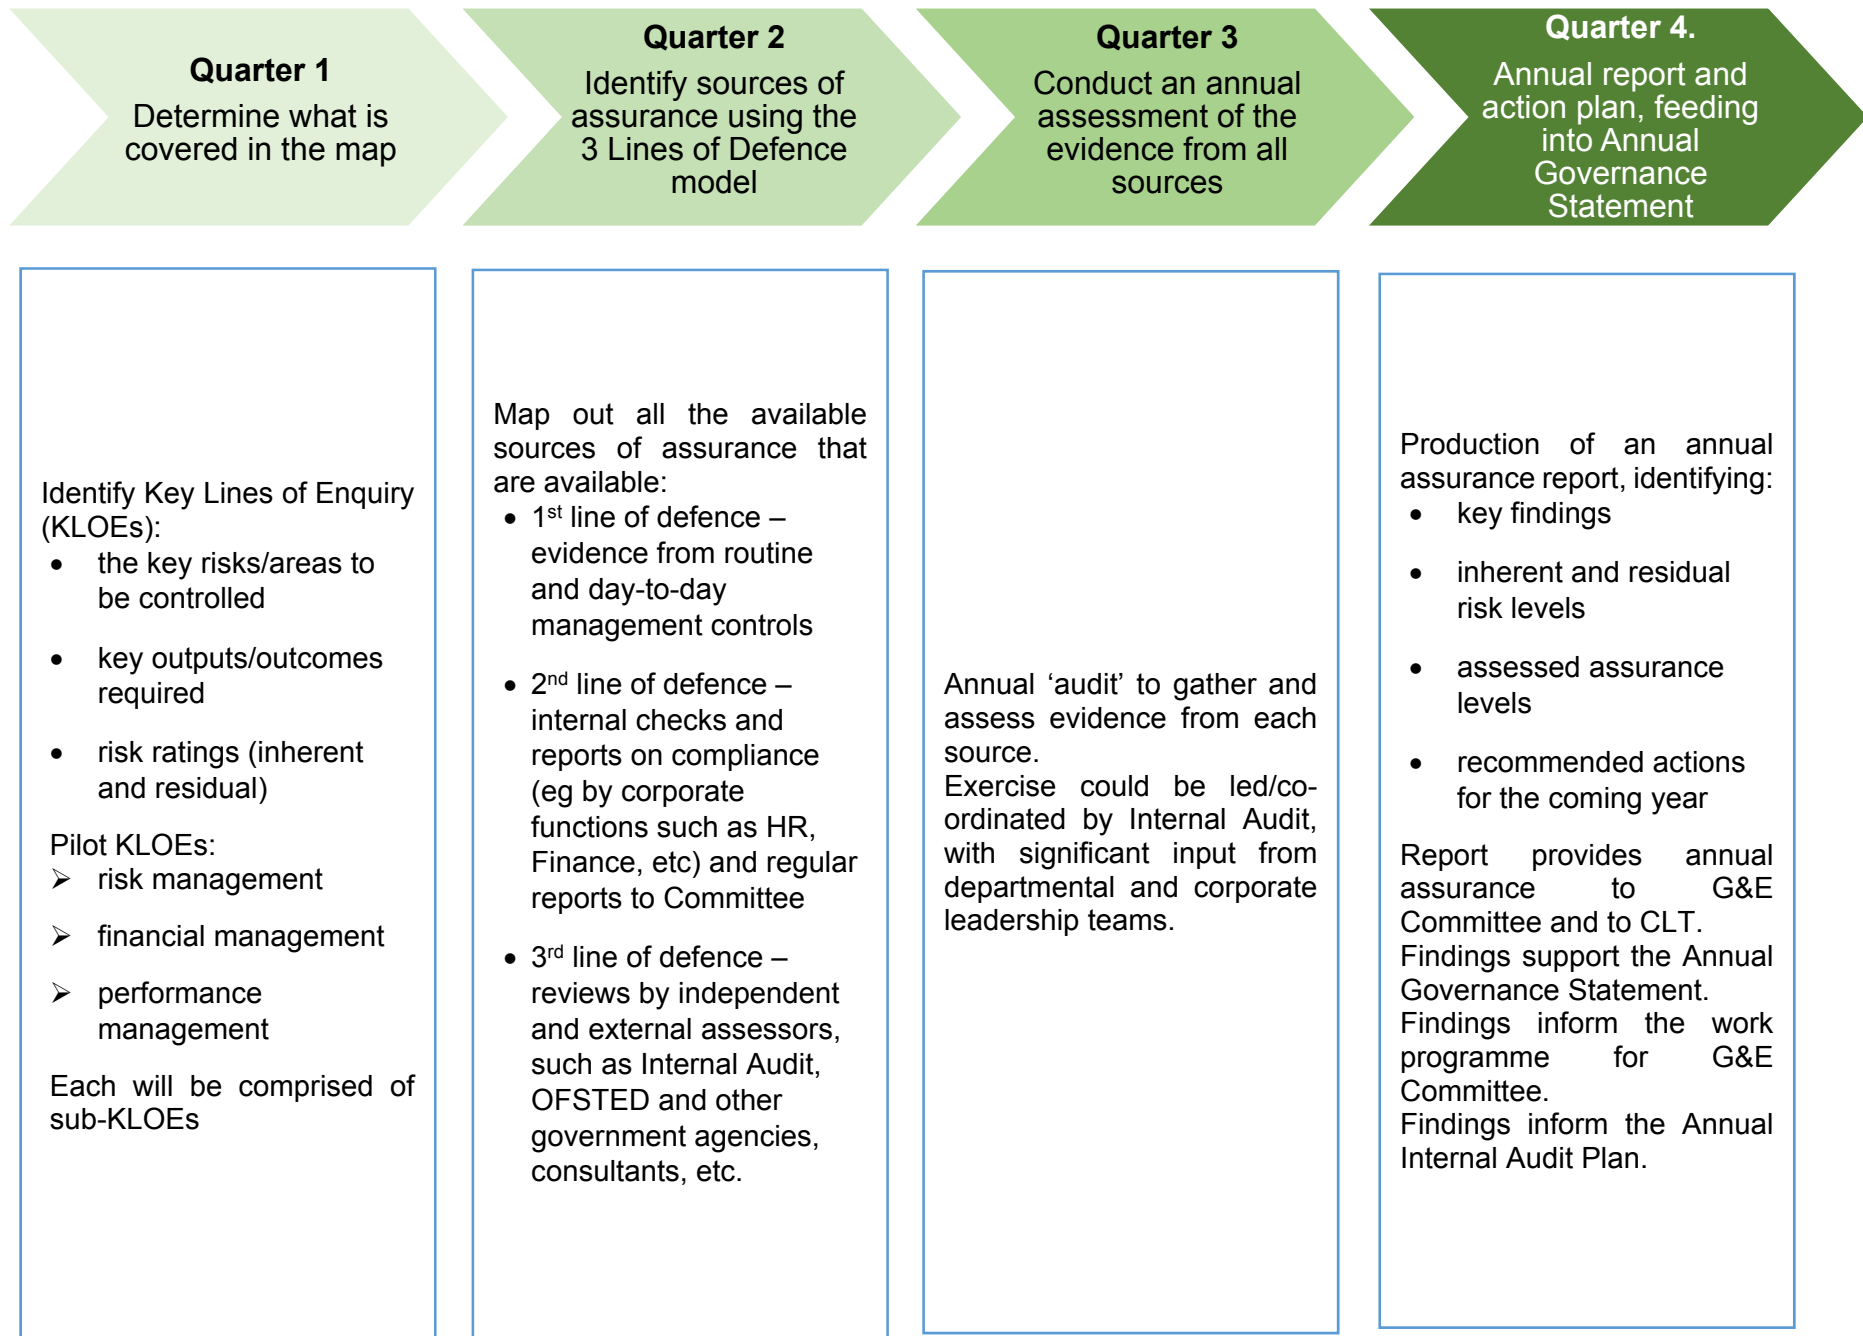 Quarter 1
Determine what is
covered in the map
Quarter 2
Identify sources of
assurance using the
3 Lines of Defence
model
Quarter 3
Conduct an annual
assessment of the
evidence from all
sources
Quarter 4.
Annual report and
action plan, feeding
into Annual
Governance
Statement
Identify Key Lines of Enquiry
(KLOEs):
• the key risks/areas to
be controlled
• key outputs/outcomes
required
• risk ratings (inherent
and residual)
Pilot KLOEs:
➢ risk management
➢ financial management
➢ performance
management
Each will be comprised of
sub-KLOEs
Map out all the available
sources of assurance that
are available:
• 1st line of defence –
evidence from routine
and day-to-day
management controls
• 2nd line of defence –
internal checks and
reports on compliance
(eg by corporate
functions such as HR,
Finance, etc) and regular
reports to Committee
• 3rd line of defence –
reviews by independent
and external assessors,
such as Internal Audit,
OFSTED and other
government agencies,
consultants, etc.
Annual ‘audit’ to gather and
assess evidence from each
source.
Exercise could be led/co-
ordinated by Internal Audit,
with significant input from
departmental and corporate
leadership teams.
Production of an annual
assurance report, identifying:
• key findings
• inherent and residual
risk levels
• assessed assurance
levels
• recommended actions
for the coming year
Report provides annual
assurance to G&E
Committee and to CLT.
Findings support the Annual
Governance Statement.
Findings inform the work
programme for G&E
Committee.
Findings inform the Annual
Internal Audit Plan.